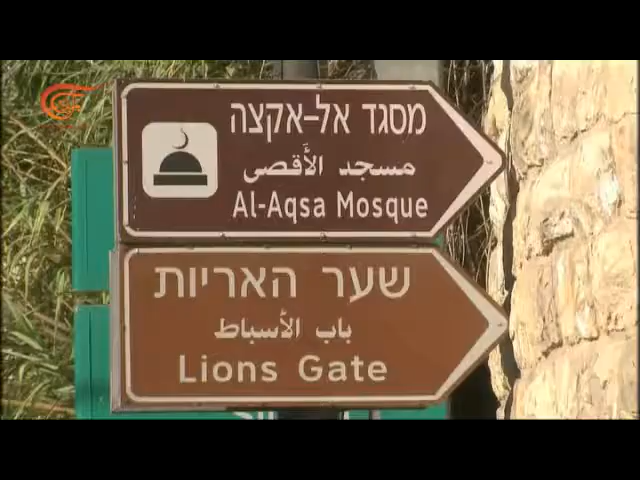 מסגד אל-אקצה
مسجد الأقصى
Al-Aqsa Mosque
שער האריות
باب الأسباط
Lions Gate